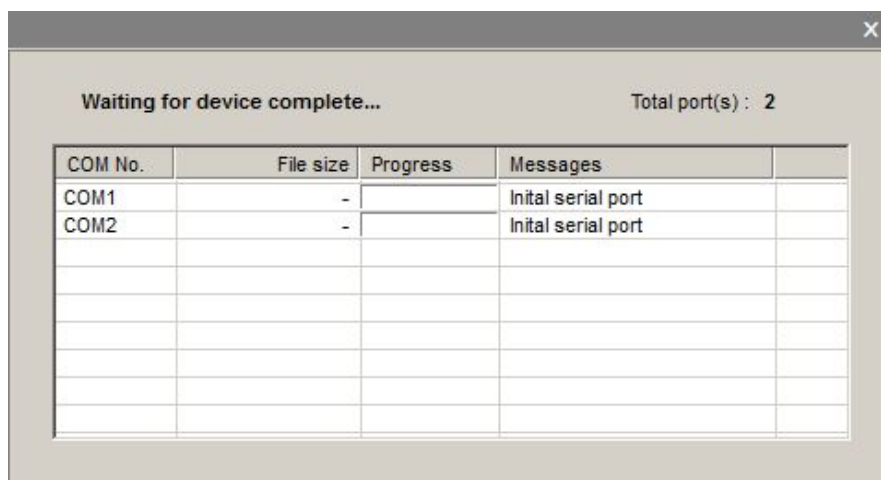 X
Waiting for device complete... Total port(s) : 2
COM No. File size Progress Messages
COM1 - Inital serial port
COM2 - Inital serial port